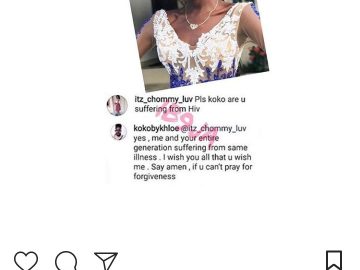 itz_chommy_luv Pls koko are u
suffering from Hiv
kokobykhloe @itz_chommy_luv
yes , me and your entire
generation suffering from same
illness . I wish you all that u wish
me . Say amen , if u can't pray for
forgiveness